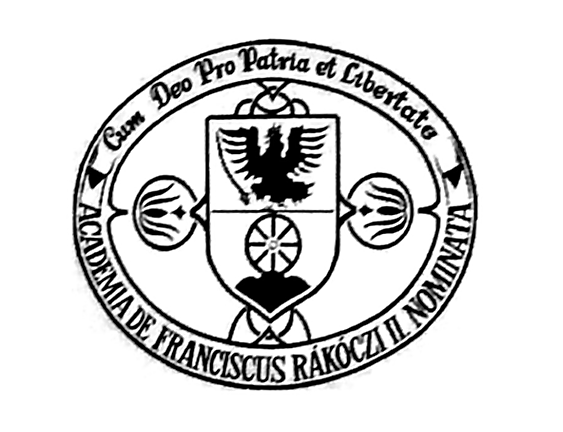 Cum Deo Pro Patria et Libertate
ACADEMIA DE FRANCISCUS RÁKÓCZI II. NOMINATA